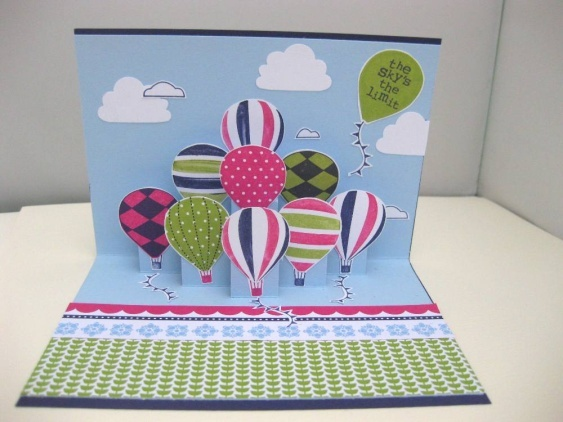 the
sky's
the
limit